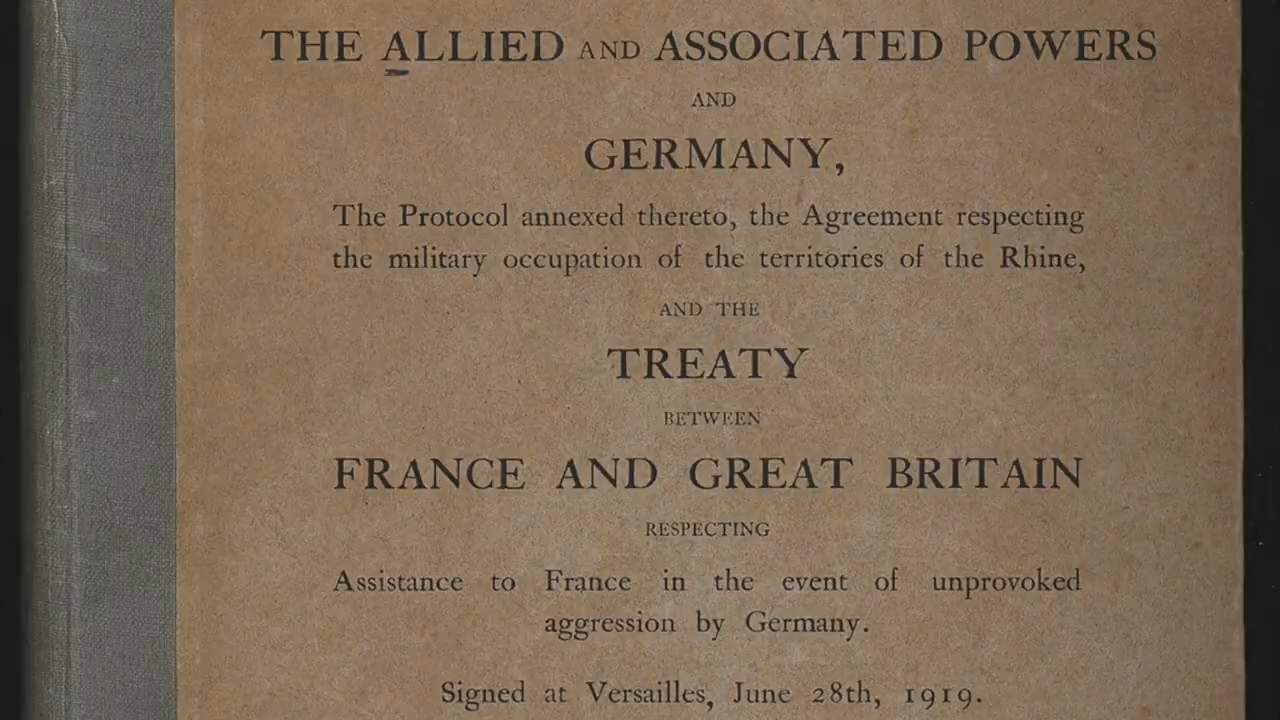 THE ALLIED AND ASSOCIATED POWERS
AND
GERMANY,
The Protocol annexed thereto, the Agreement respecting
the military occupation of the territories of the Rhine,
AND THE
TREATY
BETWEEN
FRANCE AND GREAT BRITAIN
RESPECTING
Assistance to France in the event of unprovoked
aggression by Germany.
Signed at Versailles, June 28th, 1919.